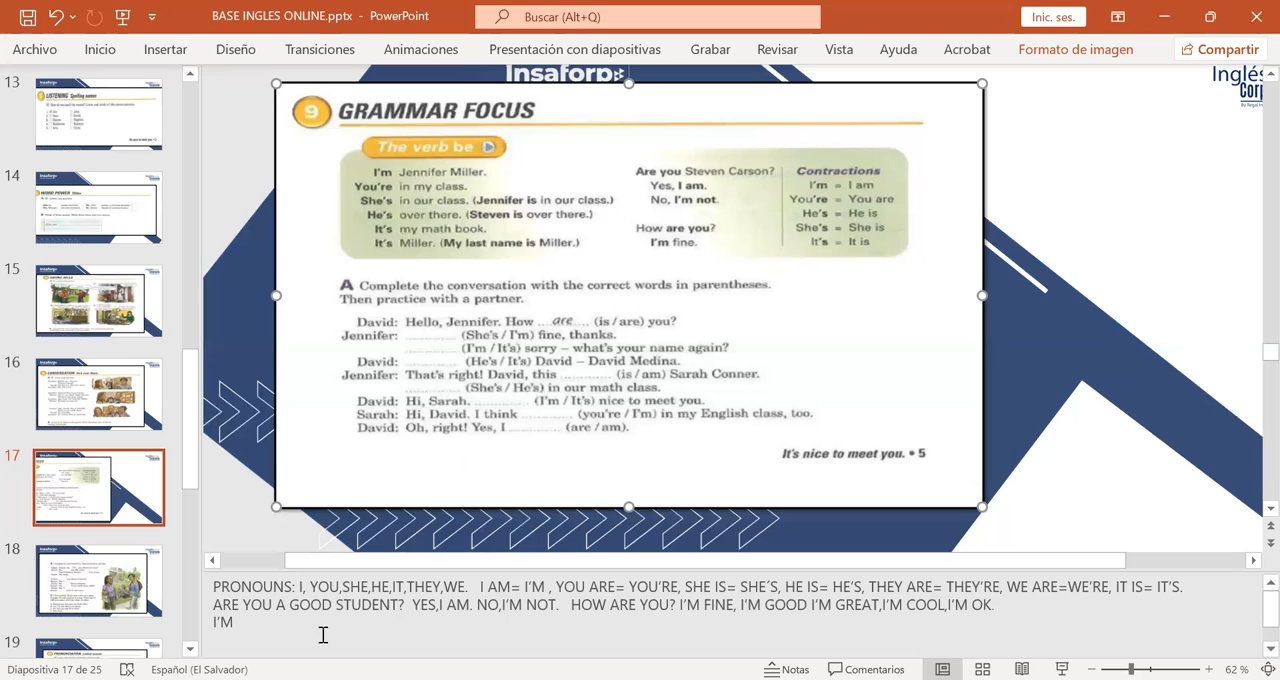 BASE INGLES ONLINE.pptx - PowerPoint
Buscar (Alt+Q)
Inic. ses.
Archivo Inicio Insertar Diseño Transiciones Animaciones Presentación con diapositivas Grabar Revisar Vista Ayuda Acrobat Formato de imagen Compartir
Insaforp
Inglés
Corp
13
14
15
16
17
18
19
9 GRAMMAR FOCUS
The verb be
I'm Jennifer Miller.
You're in my class.
She's in our class. (Jennifer is in our class.)
He's over there. (Steven is over there.)
It's my math book.
It's Miller. (My last name is Miller.)
Are you Steven Carson?
Yes, I am.
No, I'm not.
How are you?
I'm fine.
Contractions
I'm = I am
You're = You are
He's = He is
She's = She is
It's = It is
A Complete the conversation with the correct words in parentheses.
Then practice with a partner.
David: Hello, Jennifer. How ...are.... (is / are) you?
Jennifer: ............ (She's / I'm) fine, thanks.
............ (I'm / It's) sorry – what's your name again?
David: ............ (He's / It's) David – David Medina.
Jennifer: That's right! David, this ............ (is / am) Sarah Conner.
............ (She's / He's) in our math class.
David: Hi, Sarah. ............ (I'm / It's) nice to meet you.
Sarah: Hi, David. I think ............ (you're / I'm) in my English class, too.
David: Oh, right! Yes, I ............ (are / am).
It's nice to meet you. • 5
PRONOUNS: I, YOU,SHE,HE,IT,THEY,WE. I AM= I'M , YOU ARE= YOU'RE, SHE IS= SHE'S, HE IS= HE'S, THEY ARE= THEY'RE, WE ARE=WE'RE, IT IS= IT'S.
ARE YOU A GOOD STUDENT? YES,I AM. NO,I'M NOT. HOW ARE YOU? I'M FINE, I'M GOOD I'M GREAT,I'M COOL,I'M OK.
I'M
Diapositiva 17 de 25 Español (El Salvador) Notas Comentarios 62 %